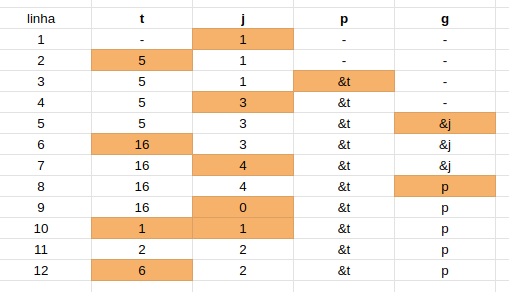 linha t j p g
1 - 1 - -
2 5 1 - -
3 5 1 &t -
4 5 3 &t -
5 5 3 &t &j
6 16 3 &t &j
7 16 4 &t &j
8 16 4 &t p
9 16 0 &t p
10 1 1 &t p
11 2 2 &t p
12 6 2 &t p